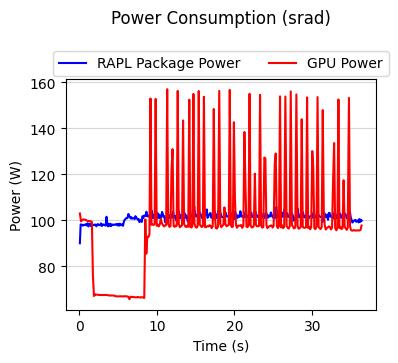 Power Consumption (srad)
RAPL Package Power GPU Power
160
140
120
100
80
Power (W)
0 10 20 30
Time (s)